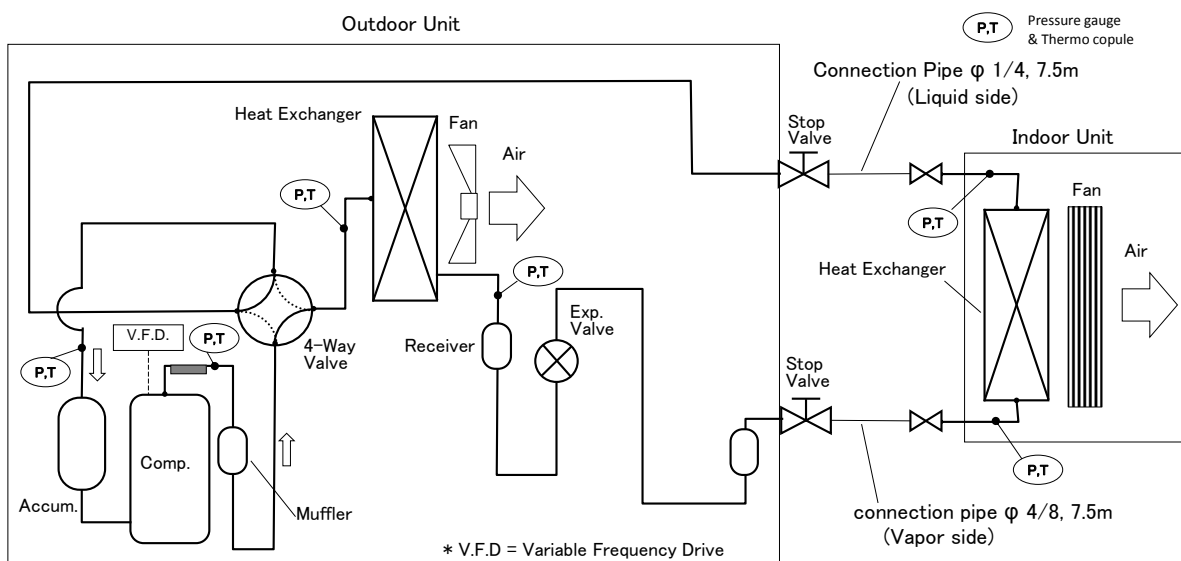 Outdoor Unit
P,T
Pressure gauge
& Thermo copule
Connection Pipe φ 1/4, 7.5m
(Liquid side)
Heat Exchanger
Fan
Air
Stop
Valve
Indoor Unit
P,T
P,T
Fan
Air
Heat Exchanger
P,T
Exp.
Valve
Receiver
4-Way
Valve
V.F.D.
P,T
P,T
Stop
Valve
Comp.
P,T
Accum.
Muffler
connection pipe φ 4/8, 7.5m
(Vapor side)
* V.F.D = Variable Frequency Drive